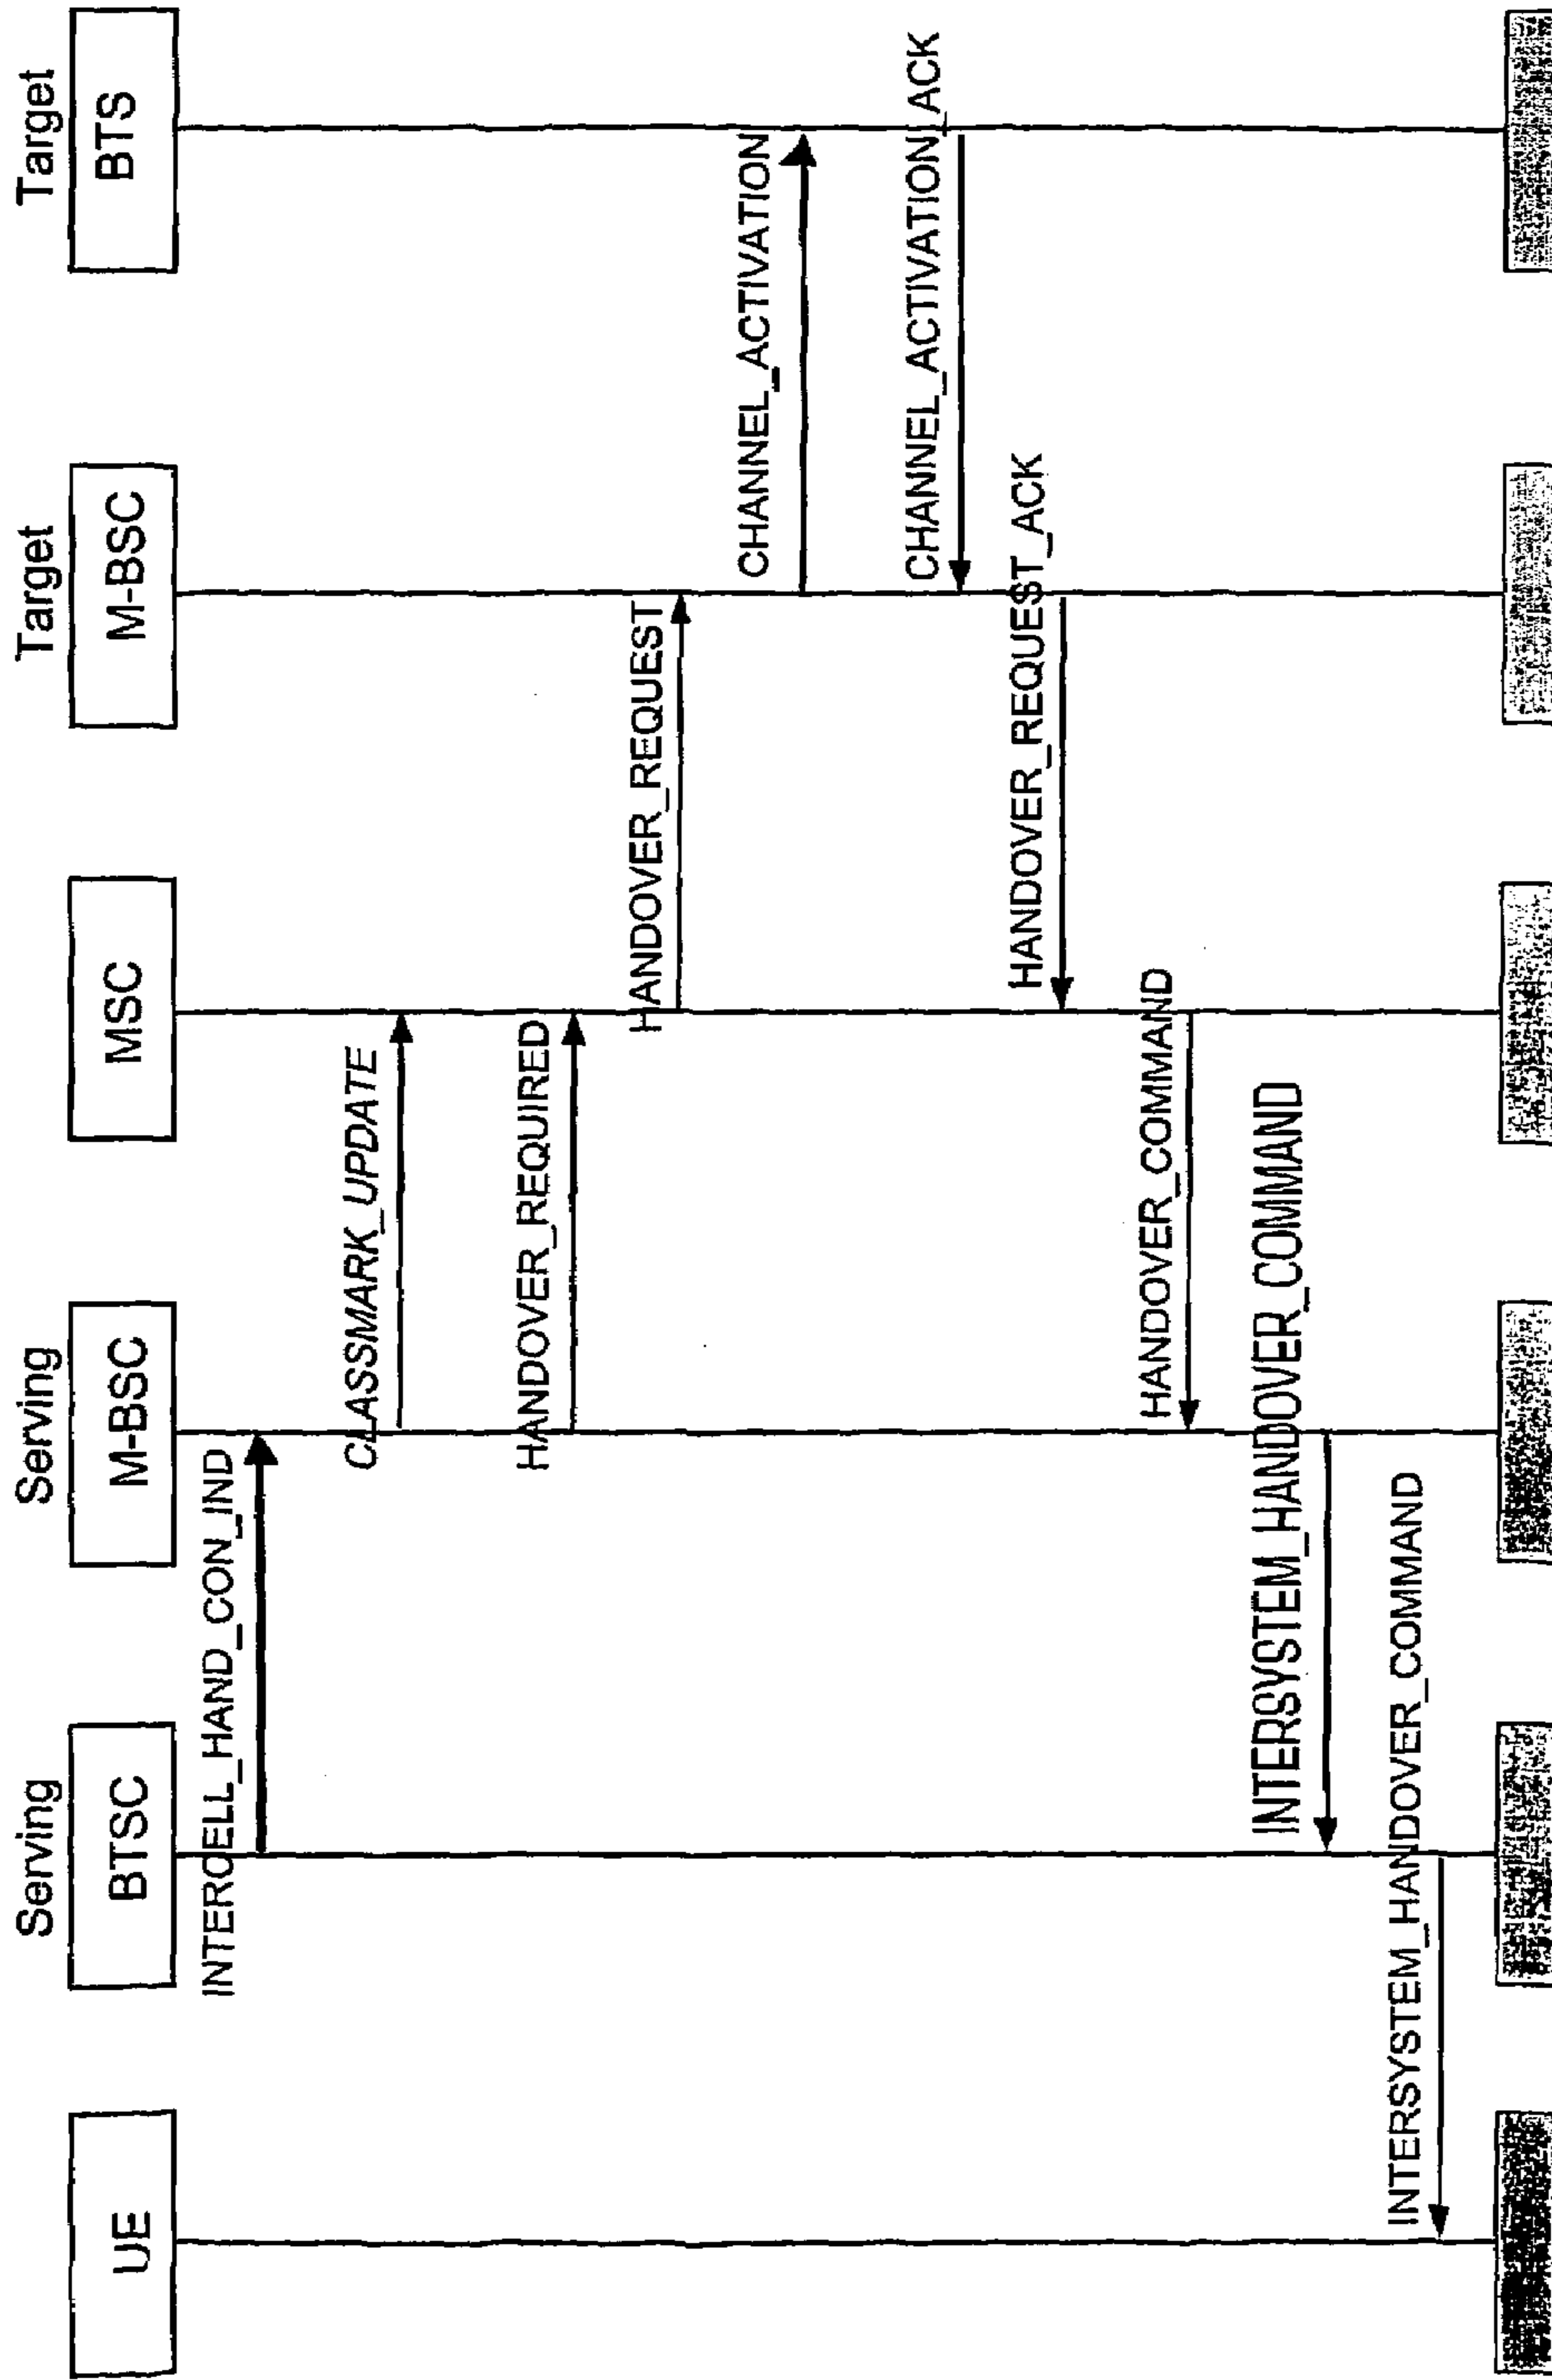 UE
Serving
BTSC
Serving
M-BSC
MSC
Target
M-BSC
Target
BTS
INTERCELL_HAND_CON_IND
CLASSMARK_UPDATE
HANDOVER_REQUIRED
HANDOVER_REQUEST
CHANNEL_ACTIVATION
CHANNEL_ACTIVATION_ACK
HANDOVER_REQUEST_ACK
HANDOVER_COMMAND
INTERSYSTEM_HANDOVER_COMMAND
INTERSYSTEM_HANDOVER_COMMAND